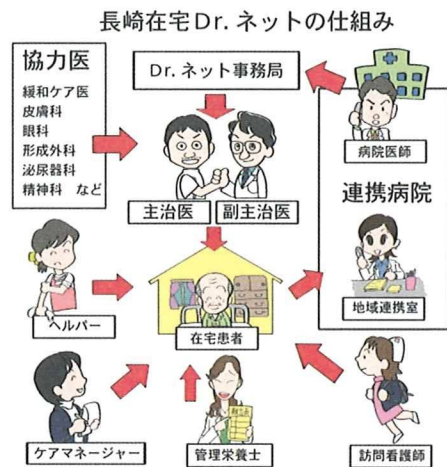 長崎在宅Dr.ネットの仕組み
協力医
緩和ケア医
皮膚科
眼科
形成外科
泌尿器科
精神科 など
Dr.ネット事務局
病院医師
連携病院
主治医
副主治医
地域連携室
ヘルパー
在宅患者
ケアマネージャー
管理栄養士
訪問看護師